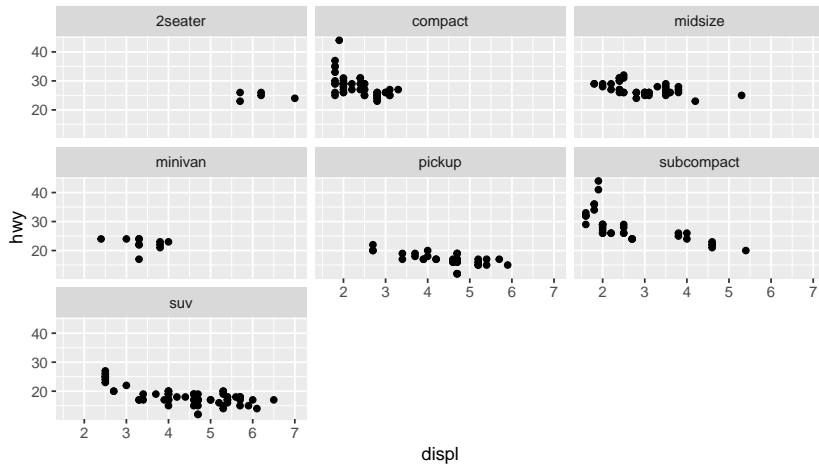 2seater compact midsize
40
30
20
minivan pickup subcompact
40
30
20
2 3 4 5 6 7 2 3 4 5 6 7
suv
40
30
20
2 3 4 5 6 7
hwy
displ